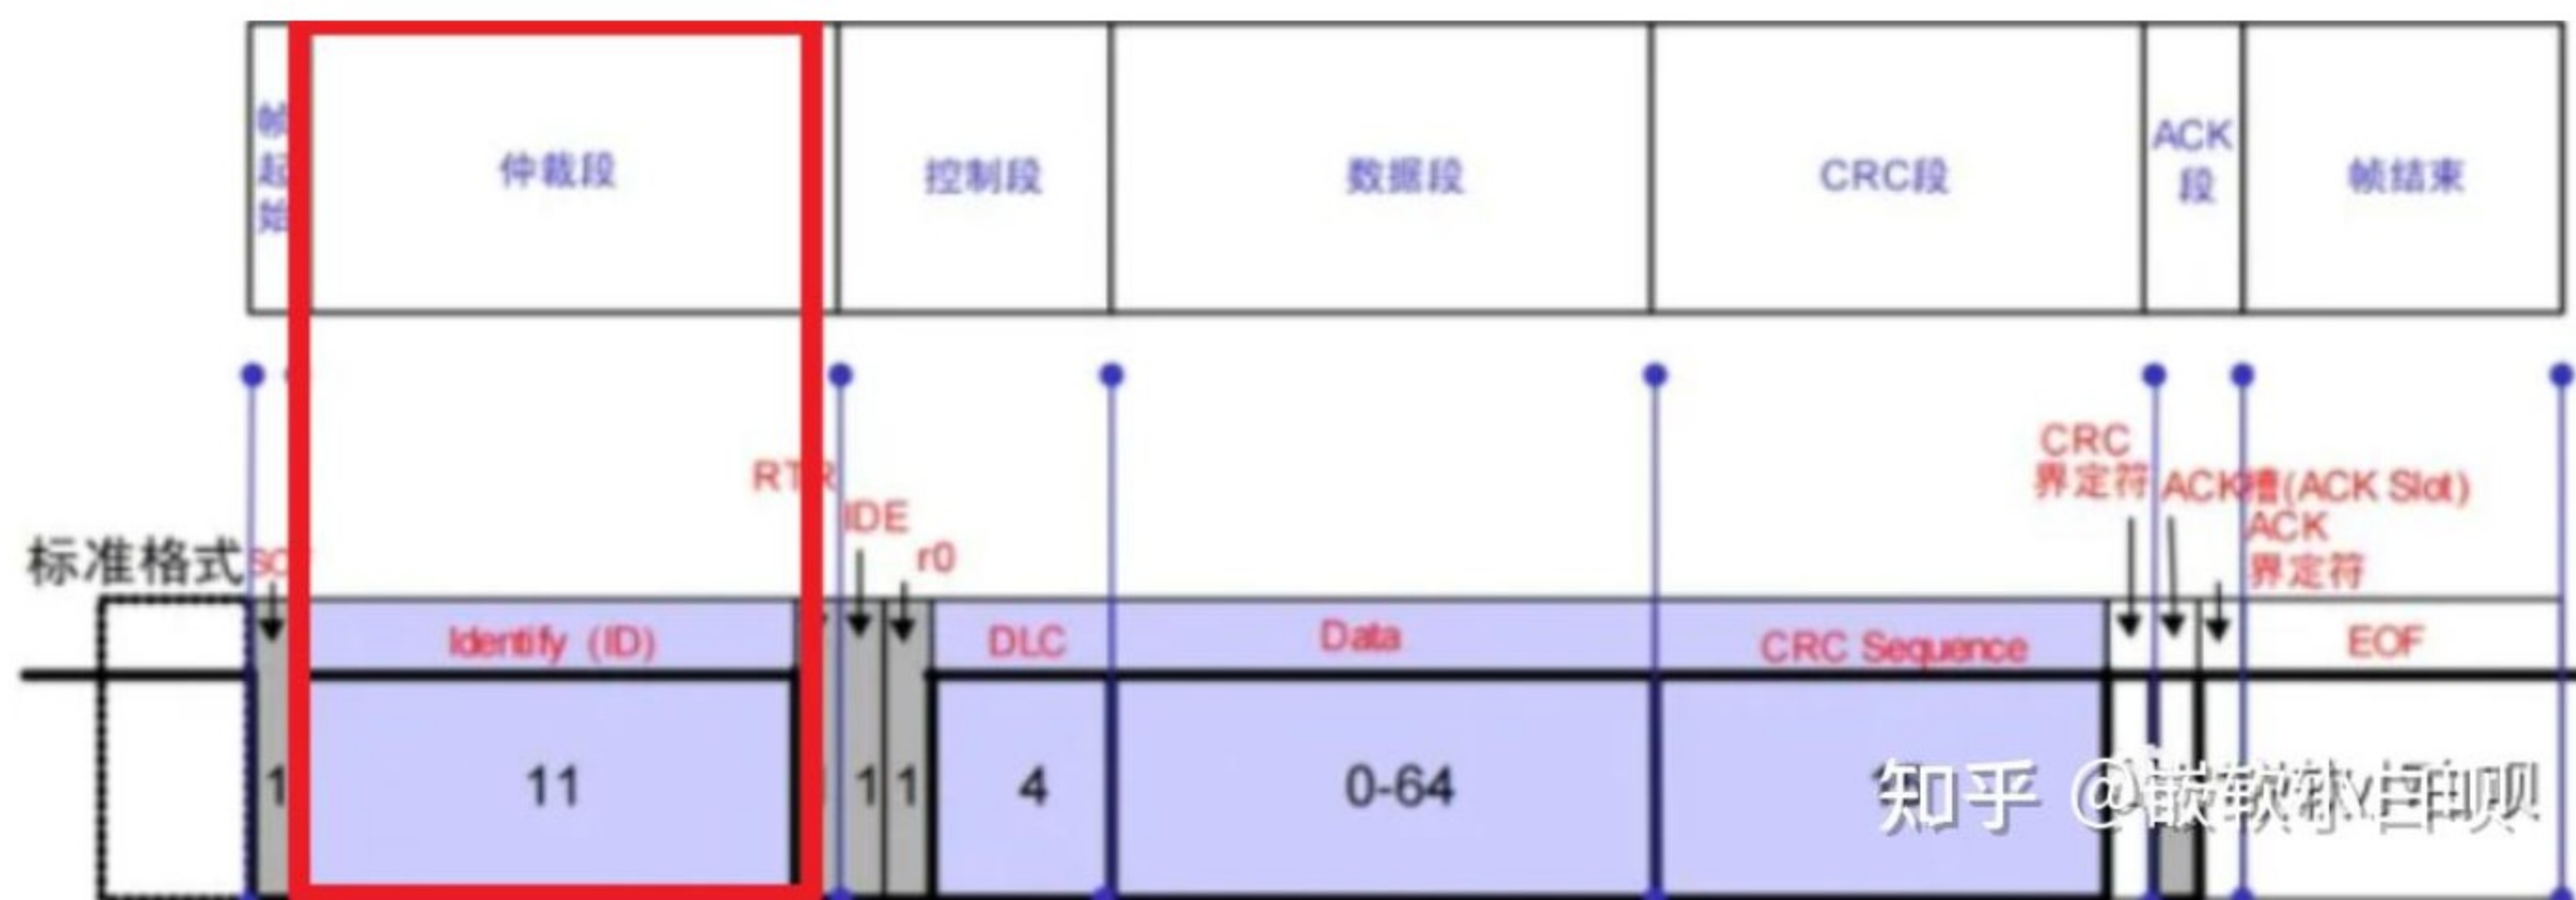 帧
起
始
仲裁段
控制段
数据段
CRC段
ACK
段
帧结束
RTR
IDE
r0
CRC
界定符
ACK槽(ACK Slot)
ACK
界定符
标准格式
Identify (ID)
DLC
Data
CRC Sequence
EOF
1
11
1
1
4
0-64
知乎